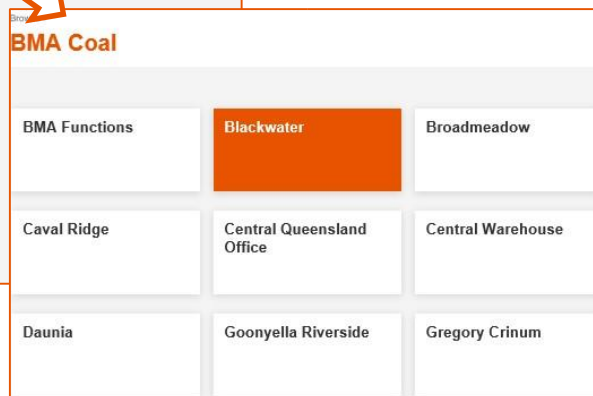 BMA Coal
BMA Functions
Blackwater
Broadmeadow
Caval Ridge
Central Queensland
Office
Central Warehouse
Daunia
Goonyella Riverside
Gregory Crinum